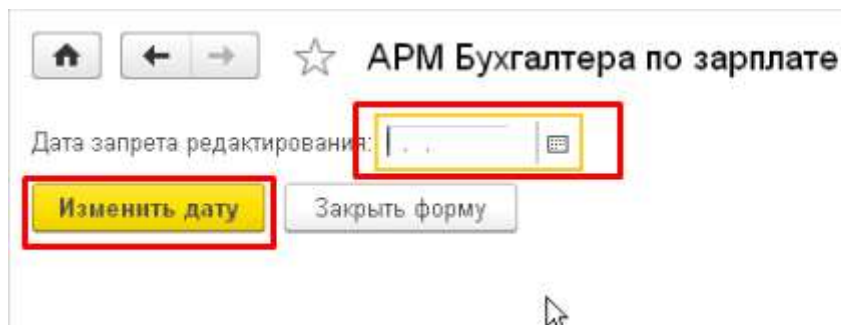 АРМ Бухгалтера по зарплате
Дата запрета редактирования: . .
Изменить дату Закрыть форму